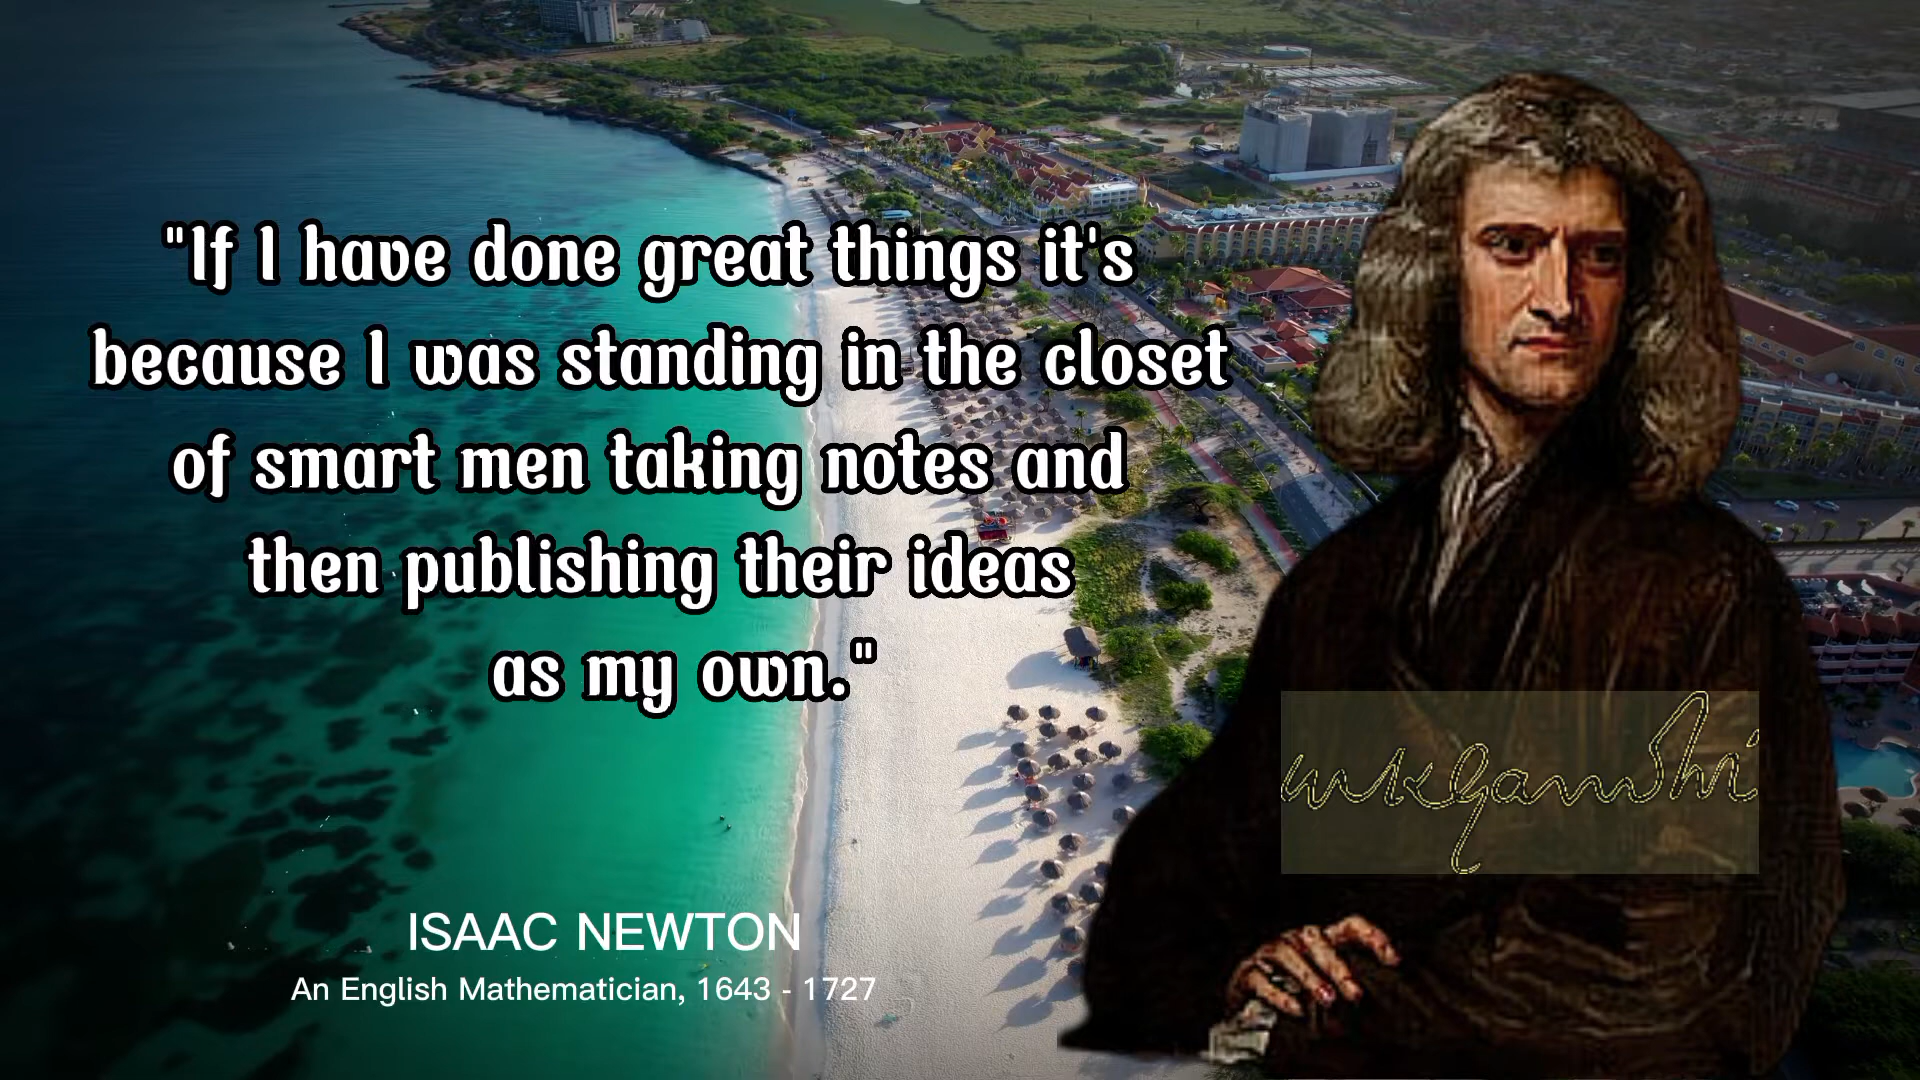 "If I have done great things it's
because I was standing in the closet
of smart men taking notes and
then publishing their ideas
as my own."
mkgandhi
ISAAC NEWTON
An English Mathematician, 1643 - 1727